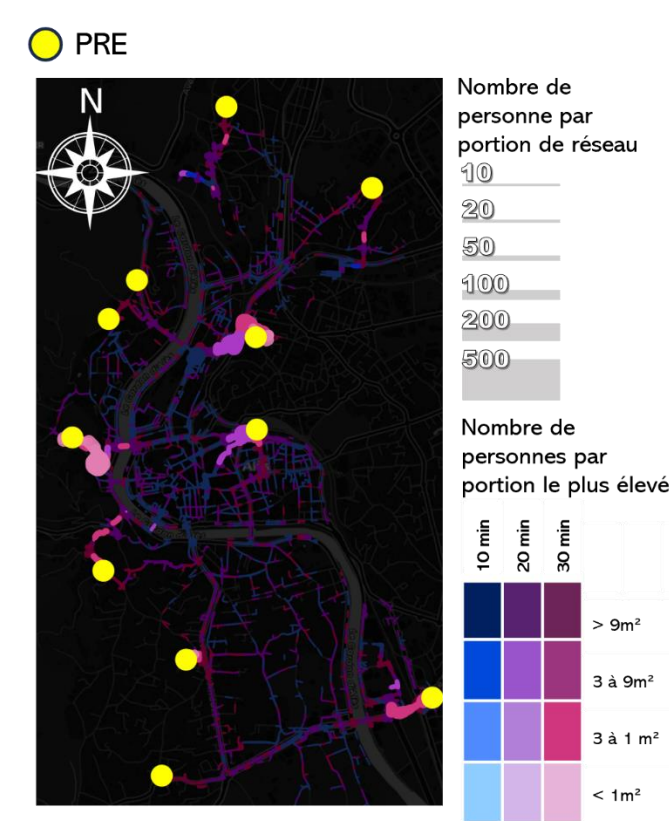 PRE
N
Nombre de
personne par
portion de réseau
10
20
50
100
200
500
Nombre de
personnes par
portion le plus élevé
10 min
20 min
30 min
> 9m²
3 à 9m²
3 à 1 m²
< 1m²